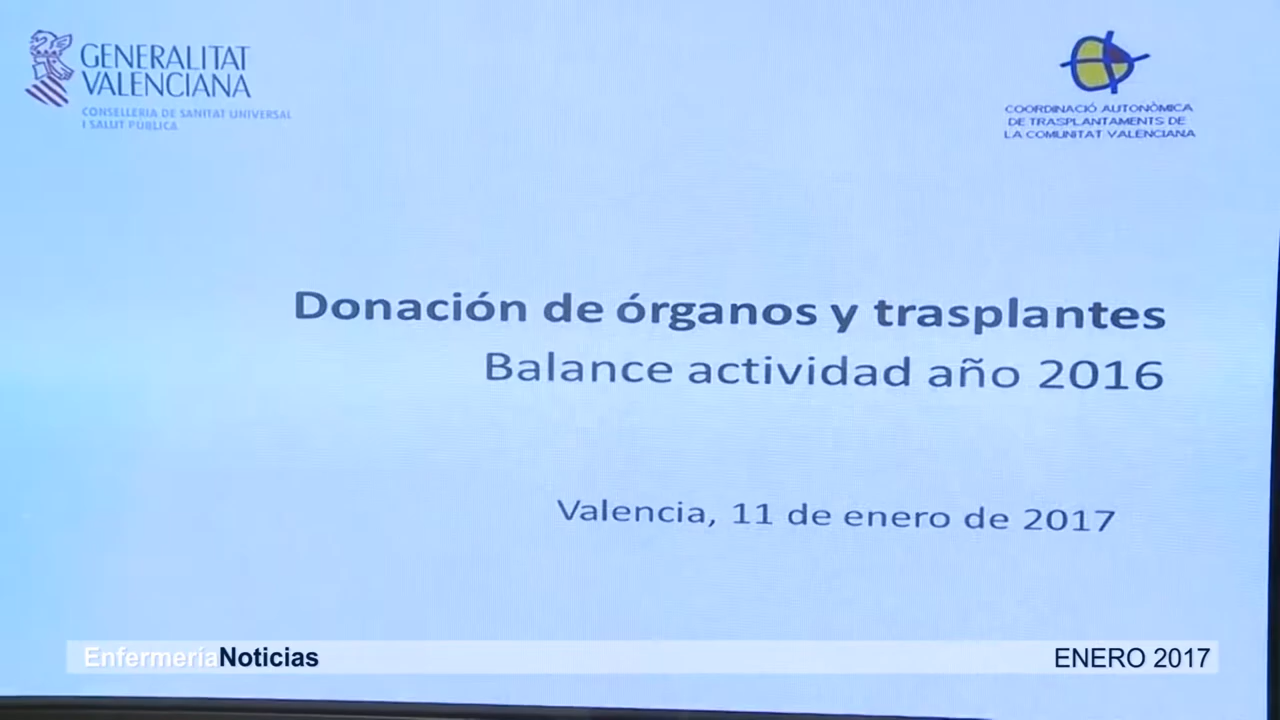 GENERALITAT
VALENCIANA
CONSELLERIA DE SANITAT UNIVERSAL
I SALUT PÚBLICA
COORDINACIÓ AUTONÒMICA
DE TRASPLANTAMENTS DE
LA COMUNITAT VALENCIANA
Donación de órganos y trasplantes
Balance actividad año 2016
Valencia, 11 de enero de 2017
EnfermeríaNoticias
ENERO 2017